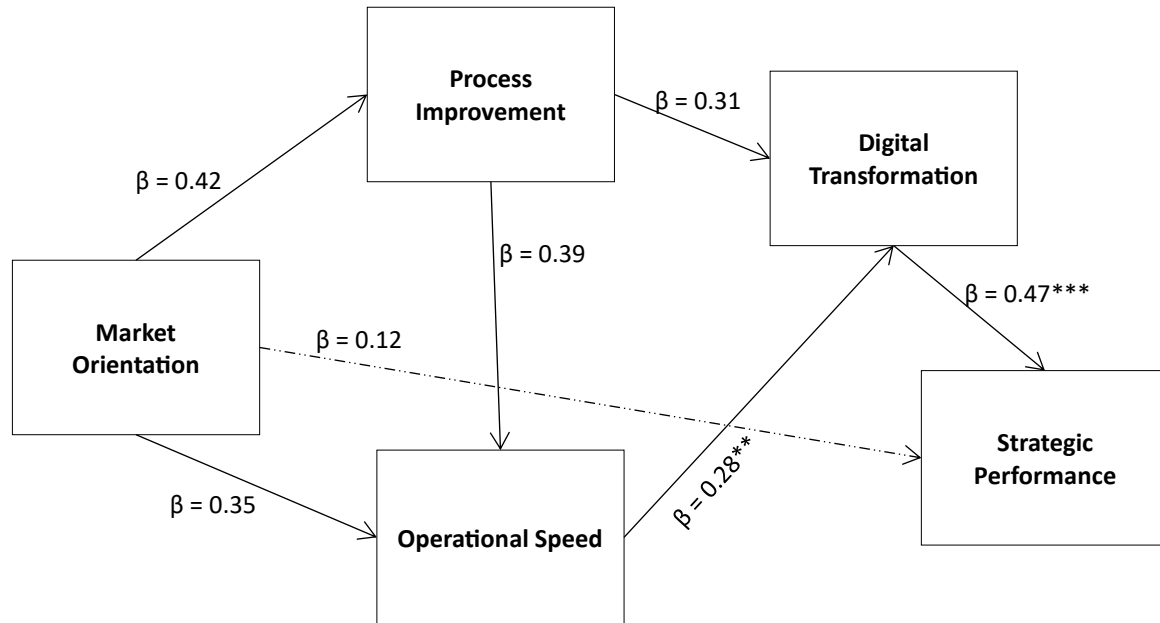 Process
Improvement
β = 0.31
Digital
Transformation
β = 0.42
β = 0.39
β = 0.47***
Market
Orientation
β = 0.12
Strategic
Performance
β = 0.28**
β = 0.35
Operational Speed